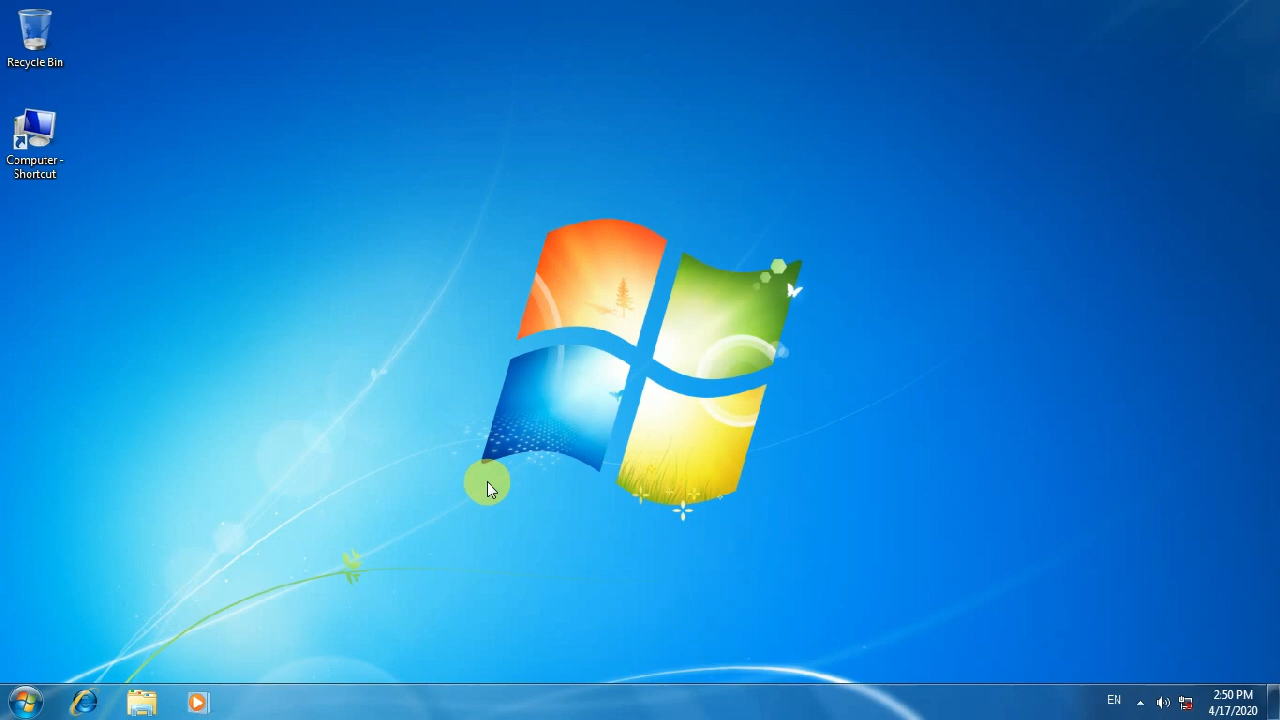 Recycle Bin
Computer -
Shortcut
EN
2:50 PM
4/17/2020